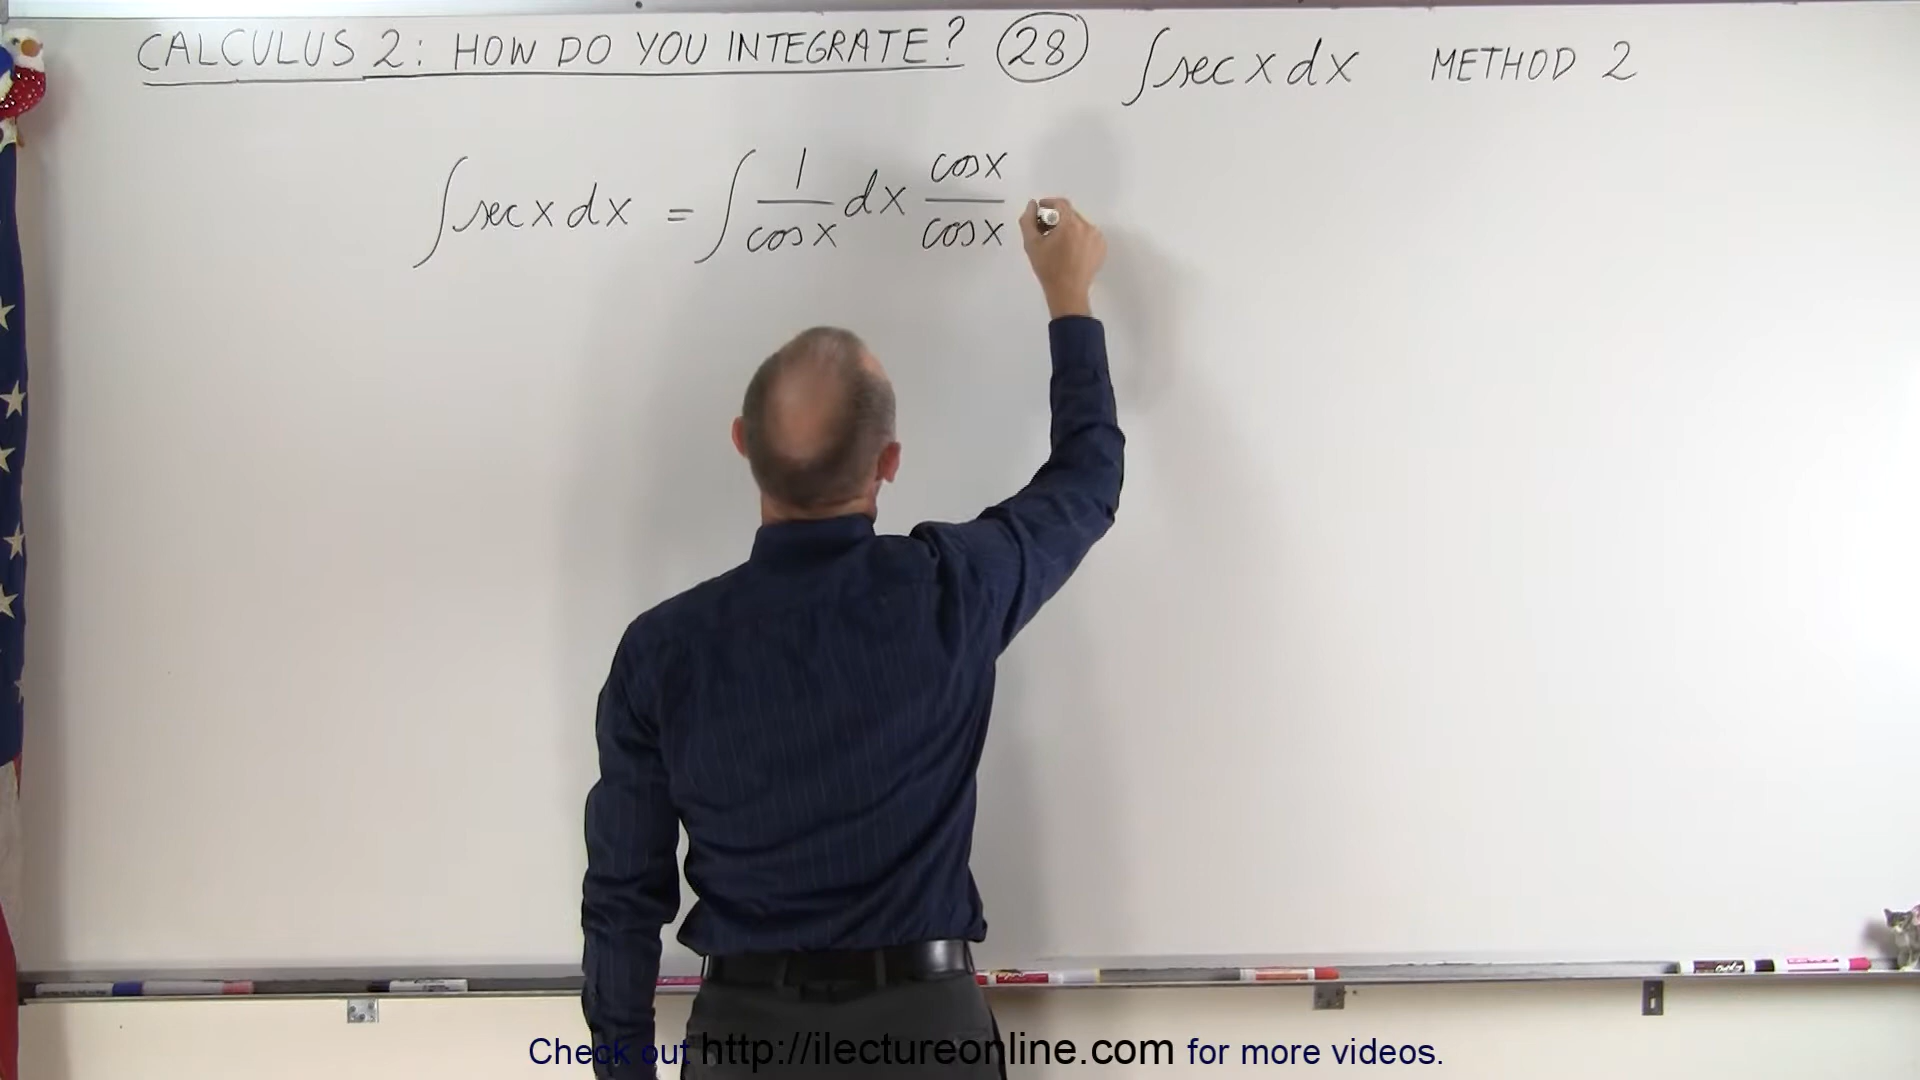 CALCULUS 2: HOW DO YOU INTEGRATE? 28 ∫sec x dx METHOD 2
∫sec x dx = ∫ 1/cos x dx cos x/cos x
EXPO
Check out http://ilectureonline.com for more videos.